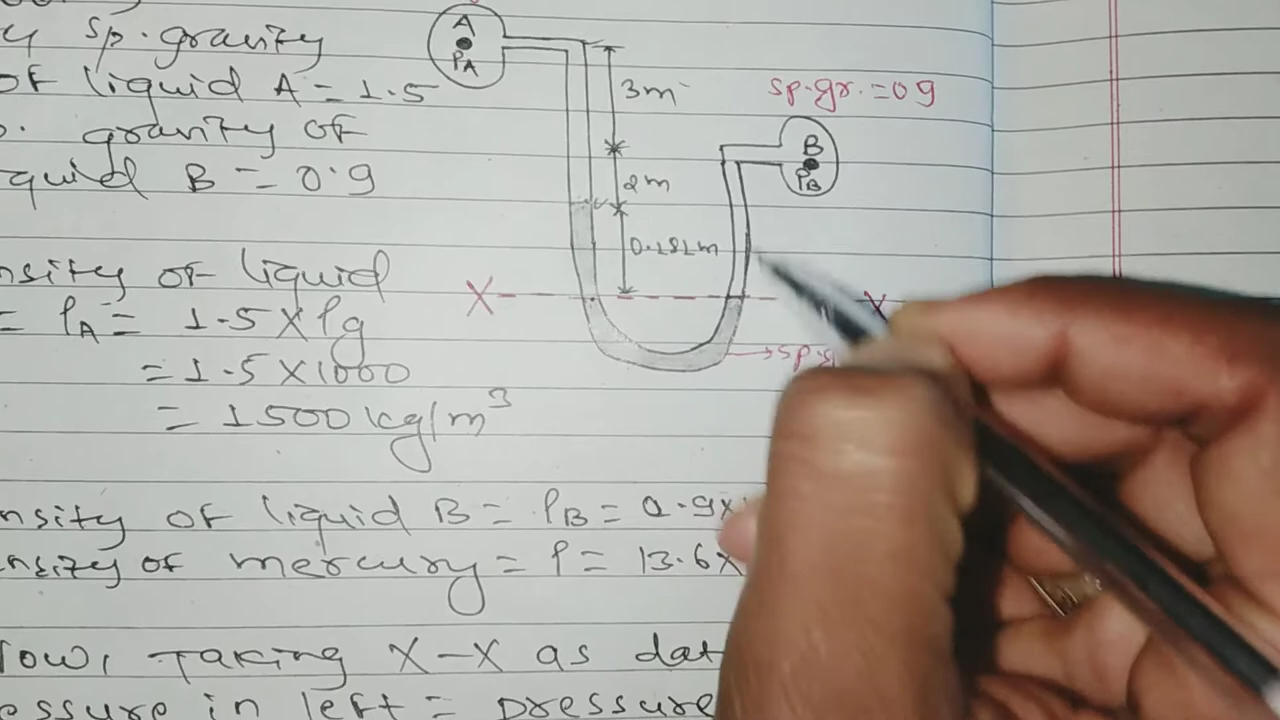 sp. gravity
of liquid A = 1.5
gravity of
quid B = 0.9
nsity of liquid
= ρA = 1.5 × ρg
= 1.5 × 1000
= 1500 kg/m³
nsity of liquid B = ρB = 0.9×
nsity of mercury = ρ = 13.6×
Now, Taking X-X as dat
essure in left = pressure
A
PA
3m
sp.gr. = 0 9
B
PB
2m
X
X